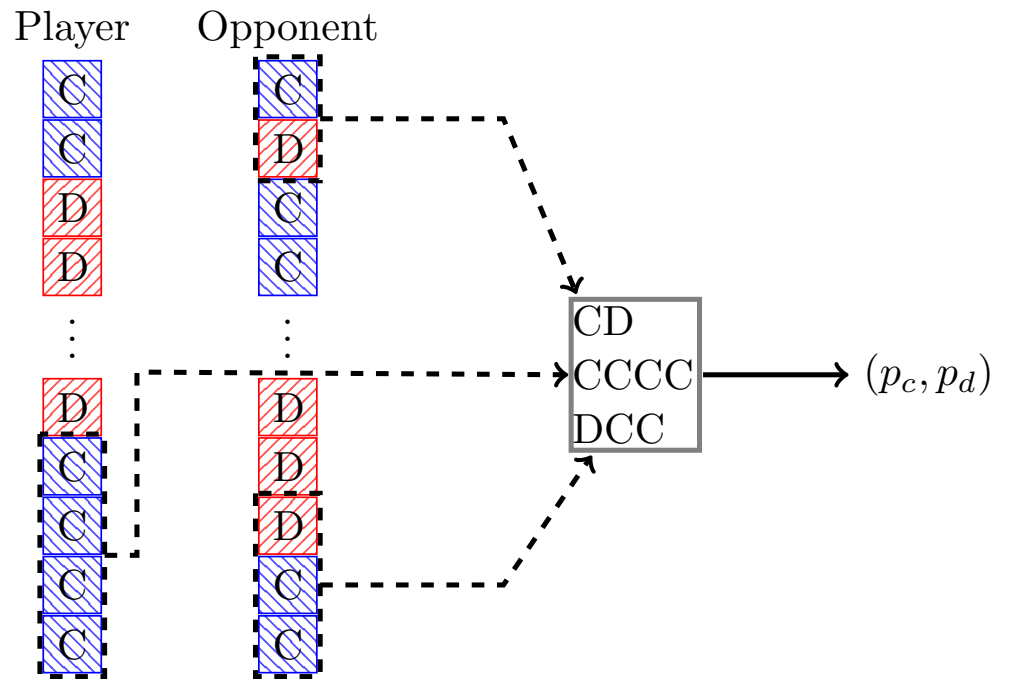 Player Opponent
C C
C D
D C
D C
⋮ ⋮
D D
C D
C D
C C
C C
CD
CCCC
DCC
(p_c, p_d)